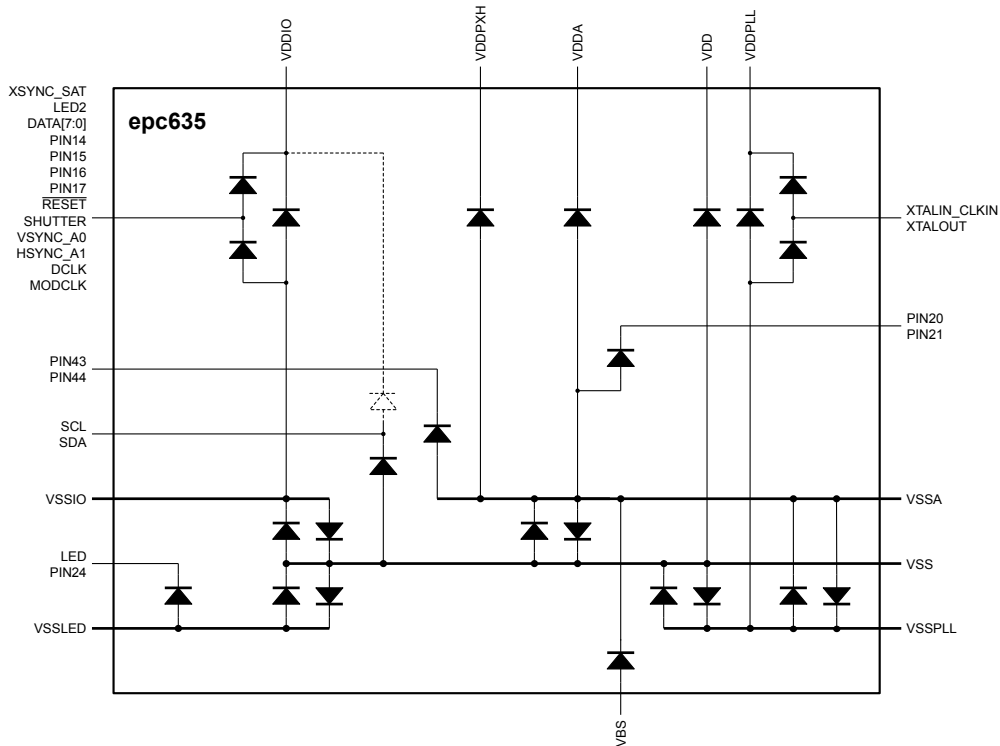 VDDIO
VDDPXH
VDDA
VDD
VDDPLL
epc635
XSYNC_SAT
LED2
DATA[7:0]
PIN14
PIN15
PIN16
PIN17
RESET
SHUTTER
VSYNC_A0
HSYNC_A1
DCLK
MODCLK
XTALIN_CLKIN
XTALOUT
PIN20
PIN21
PIN43
PIN44
SCL
SDA
VSSIO
VSSA
LED
PIN24
VSS
VSSLED
VSSPLL
VBS